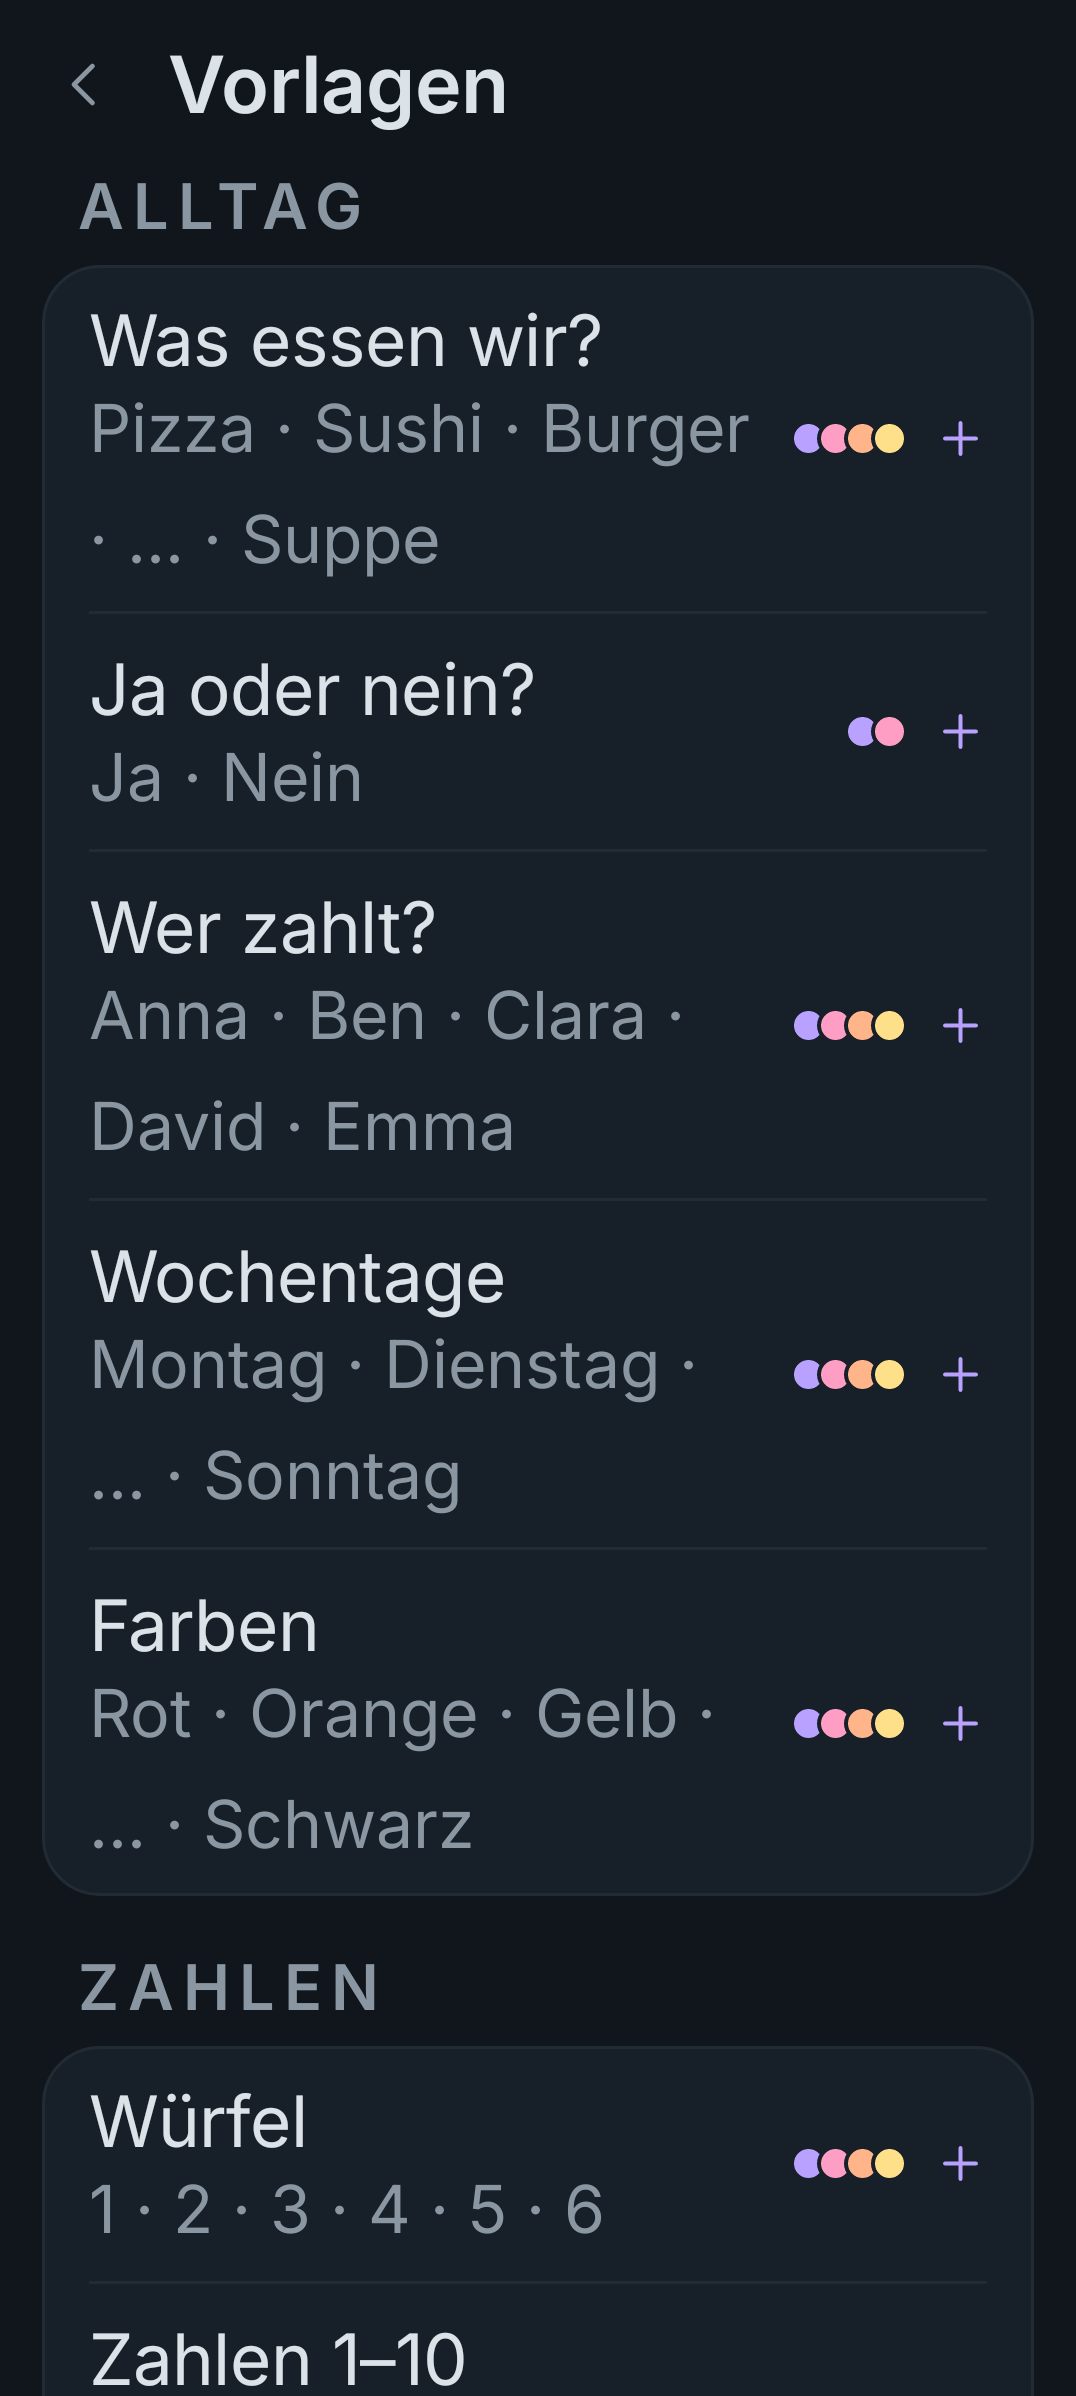 Vorlagen
ALLTAG
Was essen wir?
Pizza · Sushi · Burger
· ... · Suppe
Ja oder nein?
Ja · Nein
Wer zahlt?
Anna · Ben · Clara ·
David · Emma
Wochentage
Montag · Dienstag ·
... · Sonntag
Farben
Rot · Orange · Gelb ·
... · Schwarz
ZAHLEN
Würfel
1 · 2 · 3 · 4 · 5 · 6
Zahlen 1–10